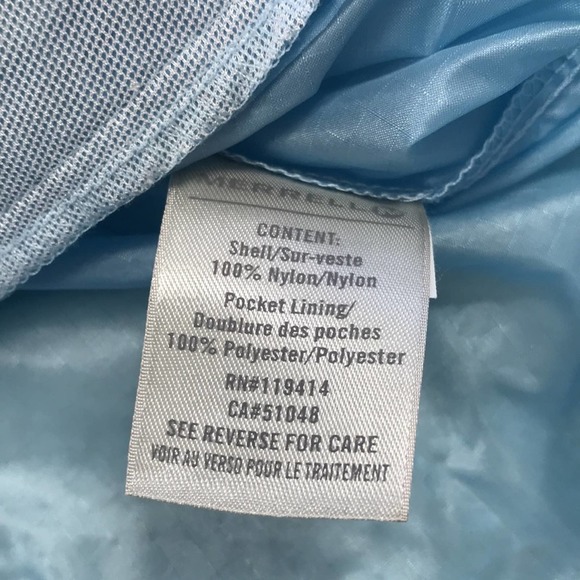 MERRELL
CONTENT:
Shell/Sur-veste
100% Nylon/Nylon
Pocket Lining/
Doublure des poches
100% Polyester/Polyester
RN#119414
CA#51048
SEE REVERSE FOR CARE
VOIR AU VERSO POUR LE TRAITEMENT